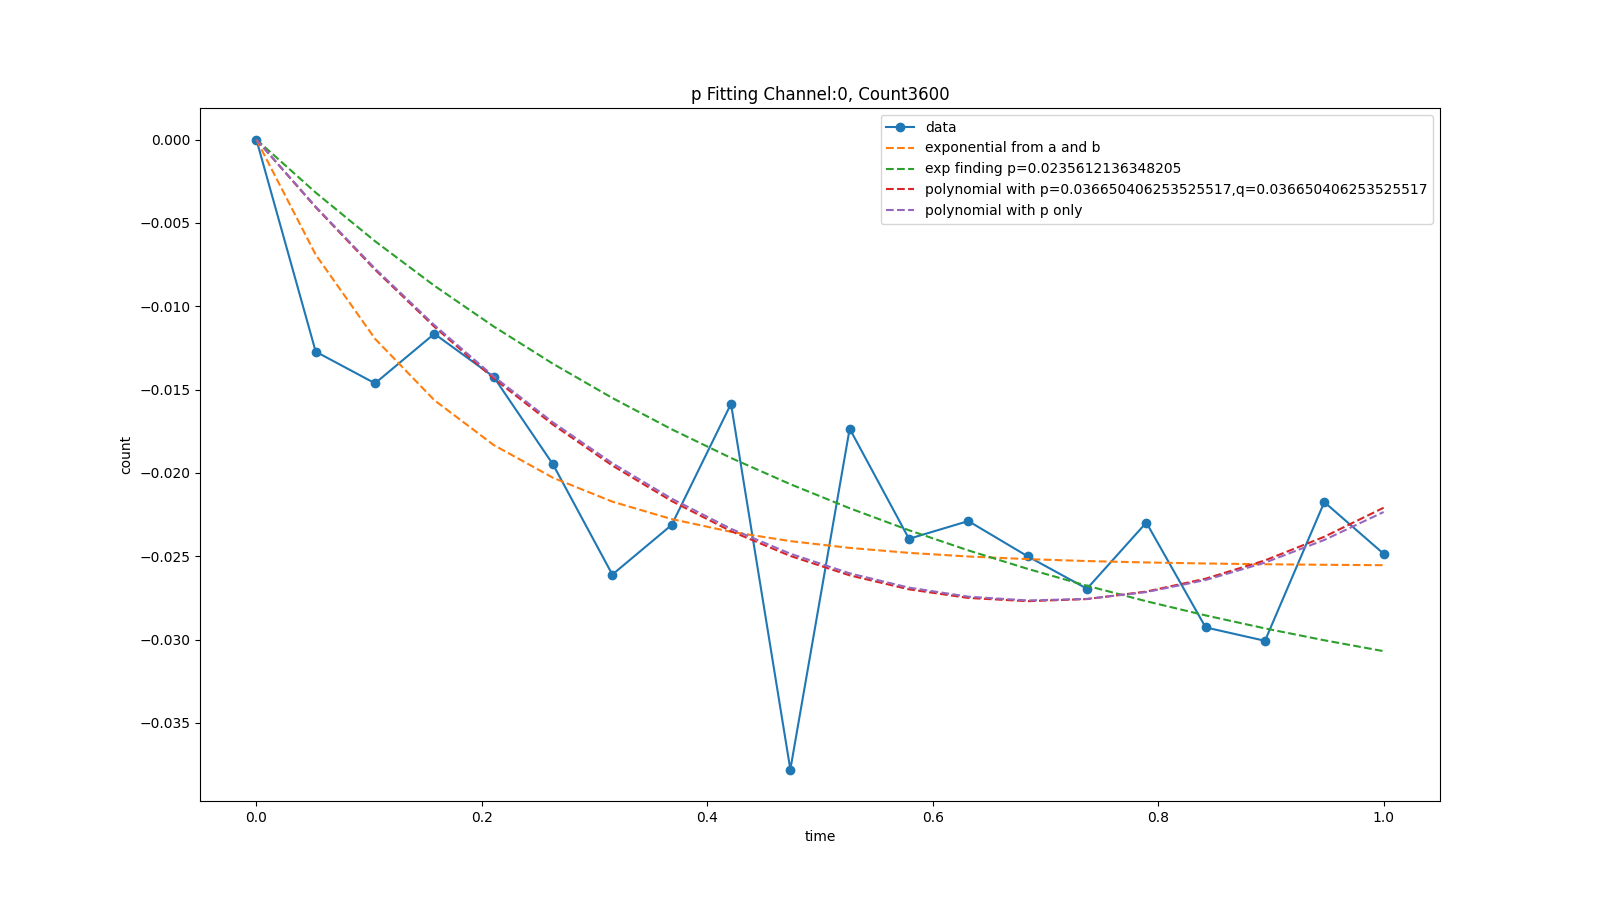 p Fitting Channel:0, Count3600
data
exponential from a and b
exp finding p=0.0235612136348205
polynomial with p=0.036650406253525517,q=0.036650406253525517
polynomial with p only
0.000
−0.005
−0.010
−0.015
−0.020
−0.025
−0.030
−0.035
count
0.0 0.2 0.4 0.6 0.8 1.0
time